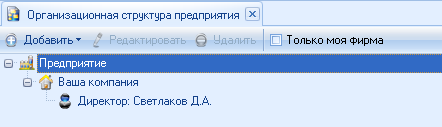 Организационная структура предприятия
Добавить Редактировать Удалить Только моя фирма
Предприятие
Ваша компания
Директор: Светлаков Д.А.